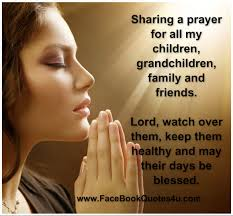 Sharing a prayer
for all my
children,
grandchildren,
family and
friends.
Lord, watch over
them, keep them
healthy and may
their days be
blessed.
www.FaceBookQuotes4u.com